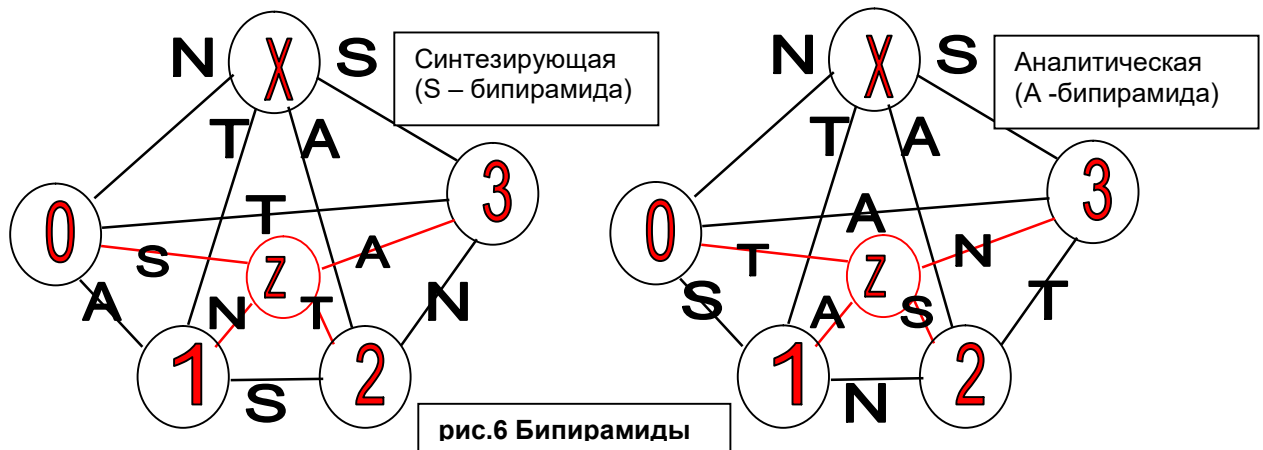 N X S
Синтезирующая
(S – бипирамида)
T A
0 3
T
S Z A
A N T N
1 2
S
N X S
Аналитическая
(А -бипирамида)
T A
0 3
A
T Z N
S A S T
1 2
N
рис.6 Бипирамиды